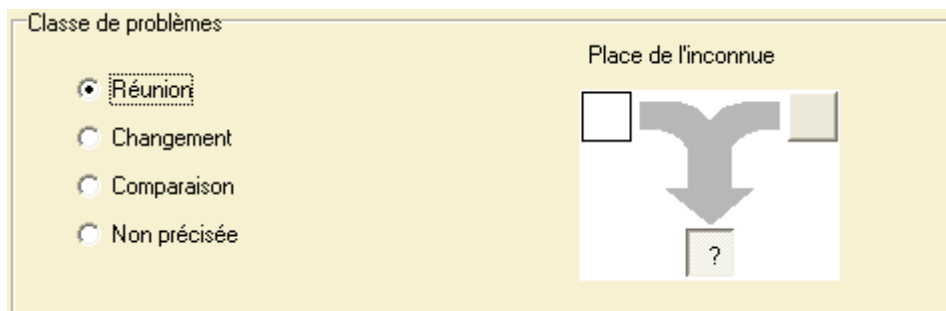 Classe de problèmes
Réunion
Changement
Comparaison
Non précisée
Place de l'inconnue
?